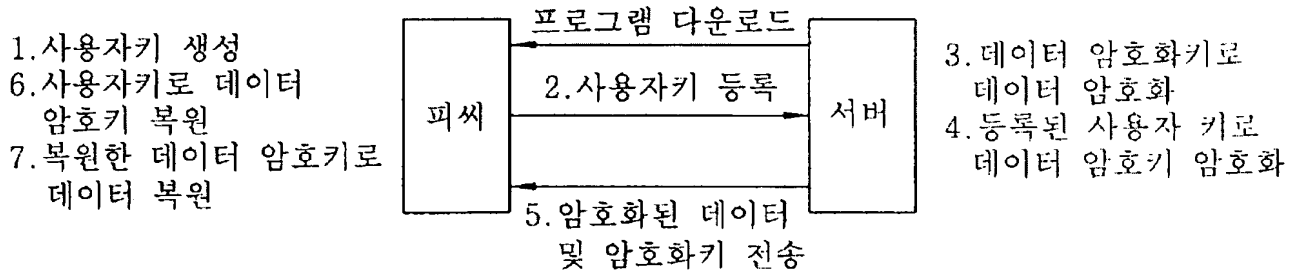 1.사용자키 생성
6.사용자키로 데이터
암호키 복원
7.복원한 데이터 암호키로
데이터 복원
피씨
프로그램 다운로드
2.사용자키 등록
5.암호화된 데이터
및 암호화키 전송
서버
3.데이터 암호화키로
데이터 암호화
4.등록된 사용자 키로
데이터 암호키 암호화